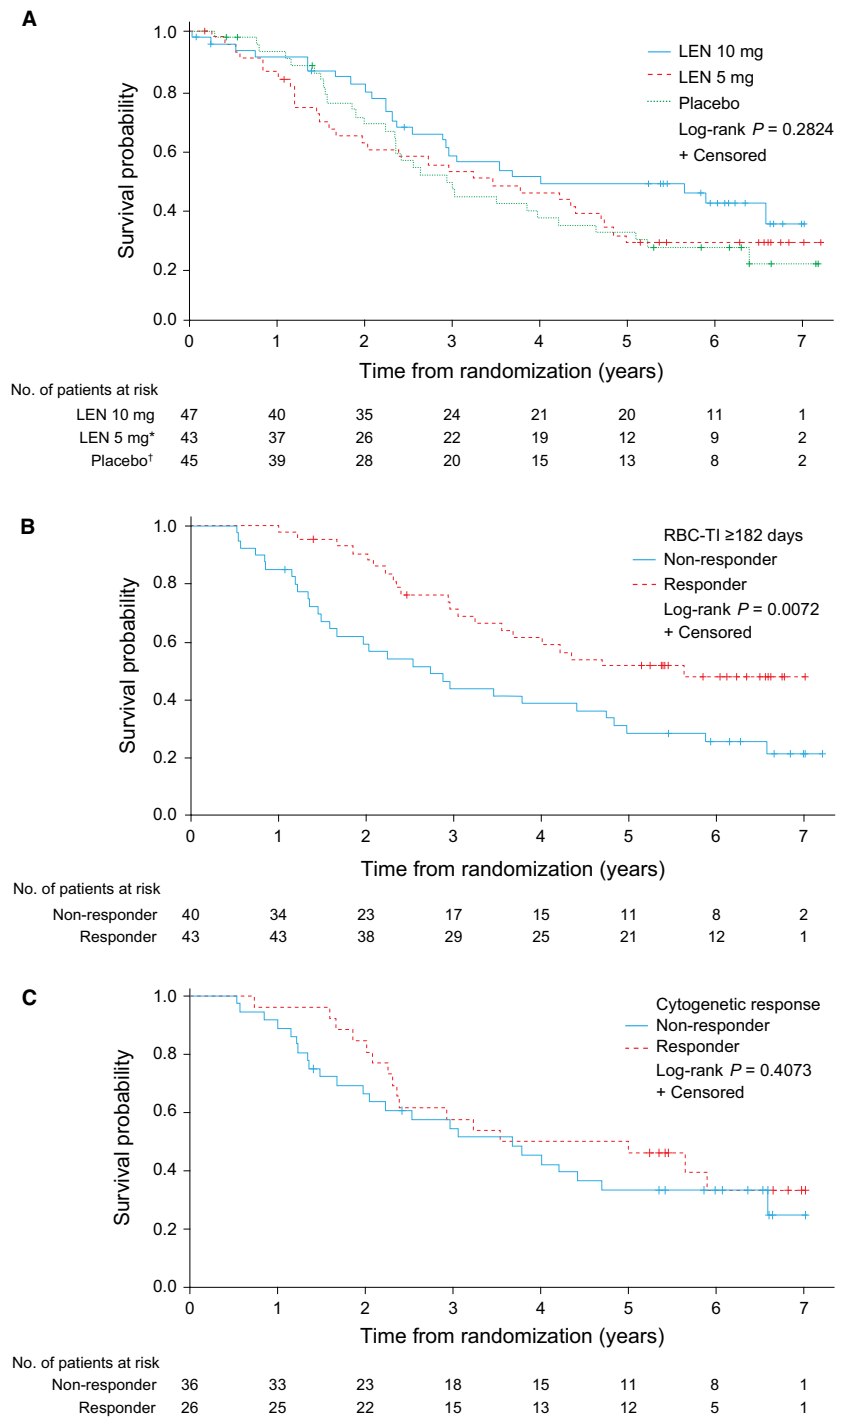 A
1.0
0.8
0.6
0.4
0.2
0.0
Survival probability
LEN 10 mg
LEN 5 mg
Placebo
Log-rank P = 0.2824
+ Censored
0 1 2 3 4 5 6 7
Time from randomization (years)
No. of patients at risk
LEN 10 mg 47 40 35 24 21 20 11 1
LEN 5 mg* 43 37 26 22 19 12 9 2
Placebo† 45 39 28 20 15 13 8 2
B
1.0
0.8
0.6
0.4
0.2
0.0
Survival probability
RBC-TI ≥182 days
Non-responder
Responder
Log-rank P = 0.0072
+ Censored
0 1 2 3 4 5 6 7
Time from randomization (years)
No. of patients at risk
Non-responder 40 34 23 17 15 11 8 2
Responder 43 43 38 29 25 21 12 1
C
1.0
0.8
0.6
0.4
0.2
0.0
Survival probability
Cytogenetic response
Non-responder
Responder
Log-rank P = 0.4073
+ Censored
0 1 2 3 4 5 6 7
Time from randomization (years)
No. of patients at risk
Non-responder 36 33 23 18 15 11 8 1
Responder 26 25 22 15 13 12 5 1